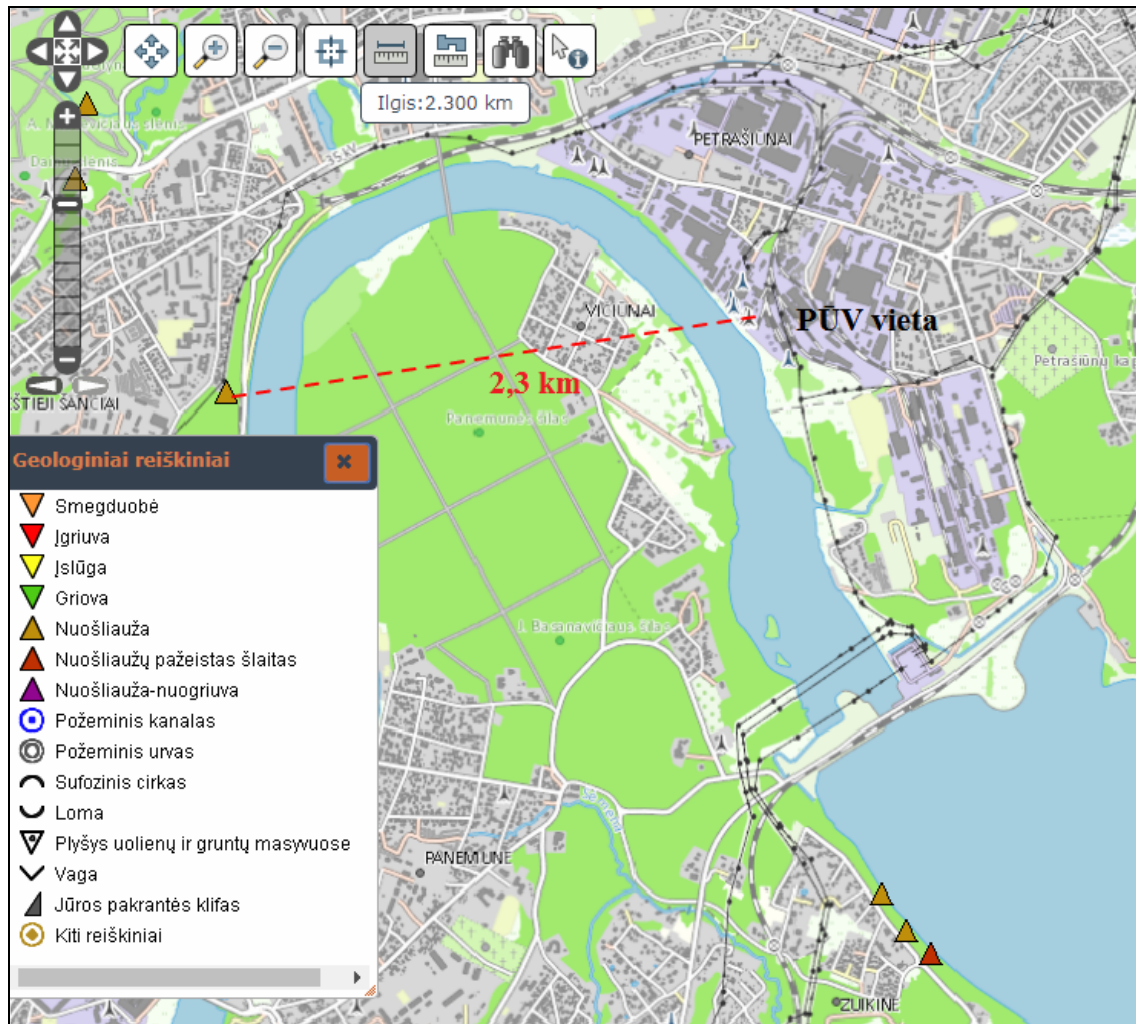 Ilgis:2.300 km
PETRAŠIŪNAI
VIČIŪNAI
PŪV vieta
Petrašiūnų
2,3 km
ŠANČIAI
Panemunės šilas
Geologiniai reiškiniai
Smegduobė
Įgriuva
Įslūga
Griova
Nuošliauža
Nuošliaužų pažeistas šlaitas
Nuošliauža-nuogriuva
Požeminis kanalas
Požeminis urvas
Sufozinis cirkas
Loma
Plyšys uolienų ir gruntų masyvuose
Vaga
Jūros pakrantės klifas
Kiti reiškiniai
J. Basanavičiaus šilas
PANEMUNĖ
ZUIKINĖ